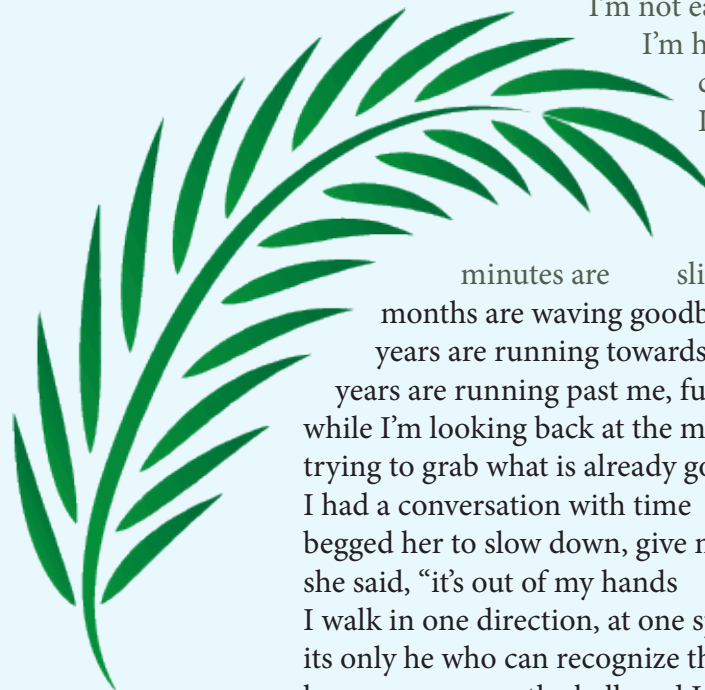 I'm not
I'm
minutes are
months are waving
years are running towards
years are running past me,
while I'm looking back at the
trying to grab what is already
I had a conversation with time
begged her to slow down, give
she said, “it's out of my hands
I walk in one direction, at one
its only he who can recognize